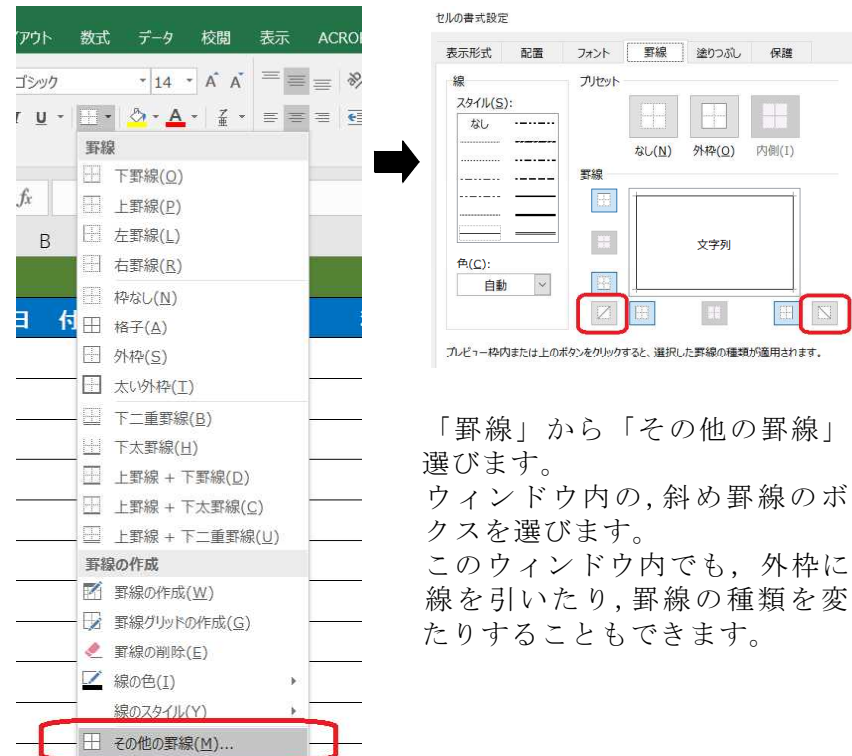 アウト 数式 データ 校閲 表示 ACRO
ゴシック 14 A A
U A
罫線
下罫線(O)
上罫線(P)
左罫線(L)
右罫線(R)
枠なし(N)
格子(A)
外枠(S)
太い外枠(T)
下二重罫線(B)
下太罫線(H)
上罫線 + 下罫線(D)
上罫線 + 下太罫線(C)
上罫線 + 下二重罫線(U)
罫線の作成
罫線の作成(W)
罫線グリッドの作成(G)
罫線の削除(E)
線の色(I)
線のスタイル(Y)
その他の罫線(M)...
fx
B
日 付
セルの書式設定
表示形式 配置 フォント 罫線 塗りつぶし 保護
線
スタイル(S):
なし
色(C):
自動
プリセット
なし(N) 外枠(O) 内側(I)
罫線
文字列
プレビュー枠内または上のボタンをクリックすると、選択した罫線の種類が適用されます。
「罫線」から「その他の罫線」
選びます。
ウィンドウ内の,斜め罫線のボ
クスを選びます。
このウィンドウ内でも，外枠に
線を引いたり,罫線の種類を変
たりすることもできます。